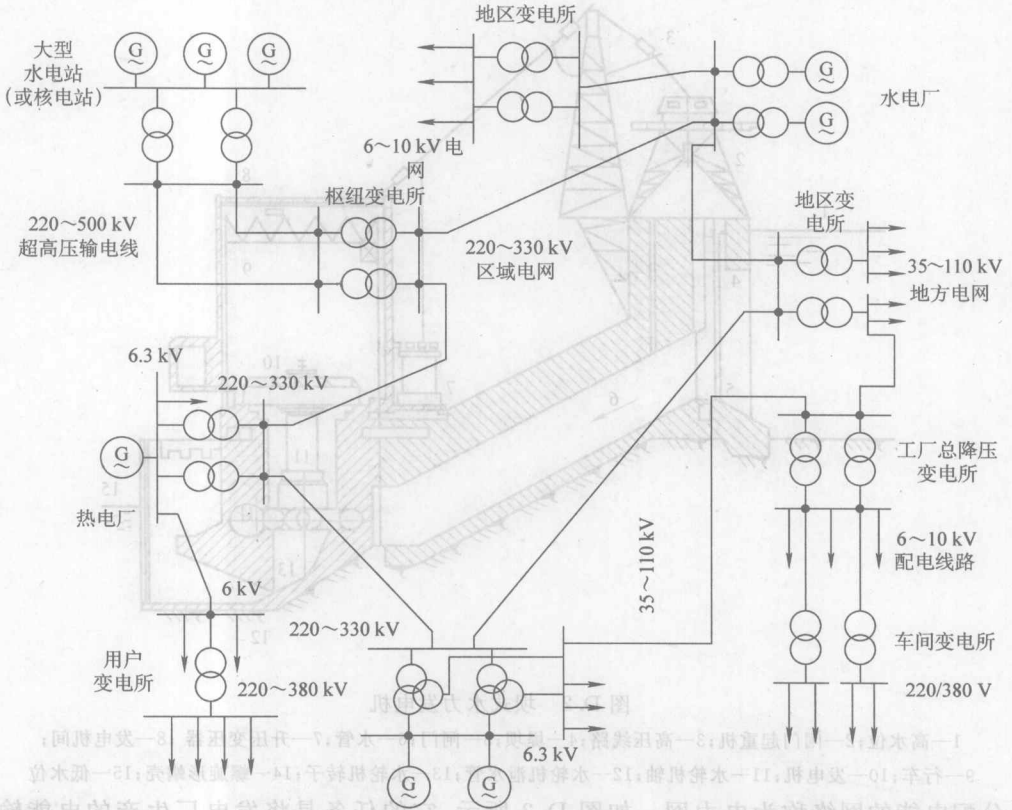 大型
水电站
(或核电站)
G
G
G
地区变电所
G
G
水电厂
6~10 kV电
网
枢纽变电所
220~500 kV
超高压输电线
220~330 kV
区域电网
地区变
电所
35~110 kV
地方电网
6.3 kV
220~330 kV
G
热电厂
工厂总降压
变电所
6~10 kV
配电线路
35~110 kV
6 kV
220~330 kV
用户
变电所
220~380 kV
车间变电所
220/380 V
6.3 kV
G
G